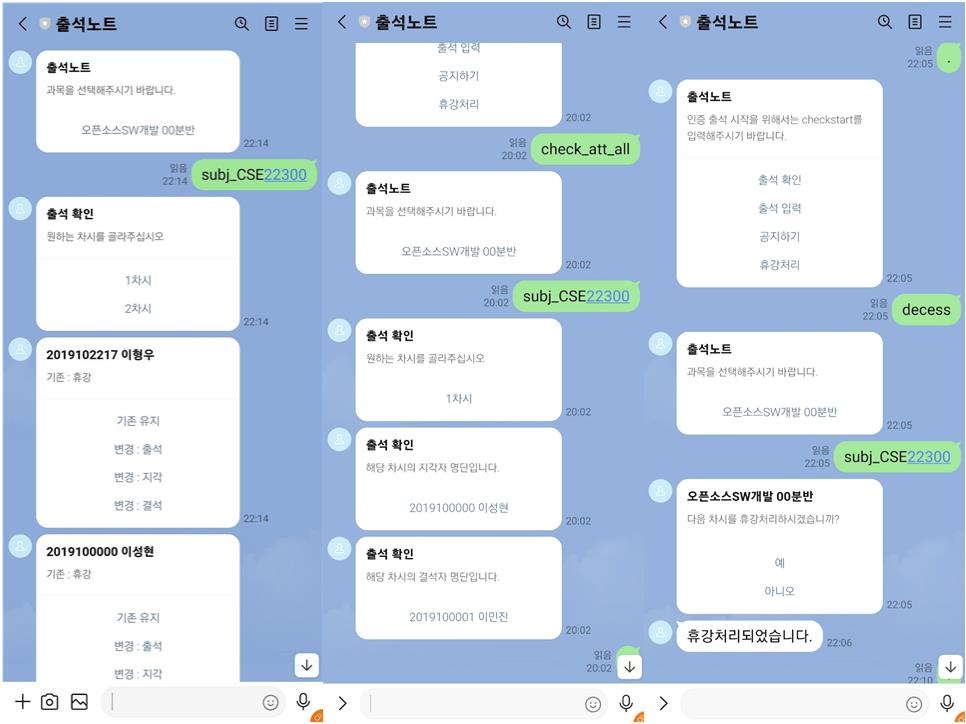 출석노트
출석노트
과목을 선택해주시기 바랍니다.
오픈소스SW개발 00분반
22:14
읽음
22:14
subj_CSE22300
출석 확인
원하는 차시를 골라주십시오
1차시
2차시
22:14
2019102217 이형우
기존 : 휴강
기존 유지
변경 : 출석
변경 : 지각
변경 : 결석
22:14
2019100000 이성현
기존 : 휴강
기존 유지
변경 : 출석
변경 : 지각
출석노트
출석 입력
공지하기
휴강처리
20:02
읽음
20:02
check_att_all
출석노트
과목을 선택해주시기 바랍니다.
오픈소스SW개발 00분반
20:02
읽음
20:02
subj_CSE22300
출석 확인
원하는 차시를 골라주십시오
1차시
20:02
출석 확인
해당 차시의 지각자 명단입니다.
2019100000 이성현
20:02
출석 확인
해당 차시의 결석자 명단입니다.
2019100001 이민진
20:02
읽음
20:02
출석노트
읽음
22:05
.
출석노트
인증 출석 시작을 위해서는 checkstart를
입력해주시기 바랍니다.
출석 확인
출석 입력
공지하기
휴강처리
22:05
읽음
22:05
decess
출석노트
과목을 선택해주시기 바랍니다.
오픈소스SW개발 00분반
22:05
읽음
22:05
subj_CSE22300
오픈소스SW개발 00분반
다음 차시를 휴강처리하시겠습니까?
예
아니오
22:05
휴강처리되었습니다.
22:06
읽음
22:10